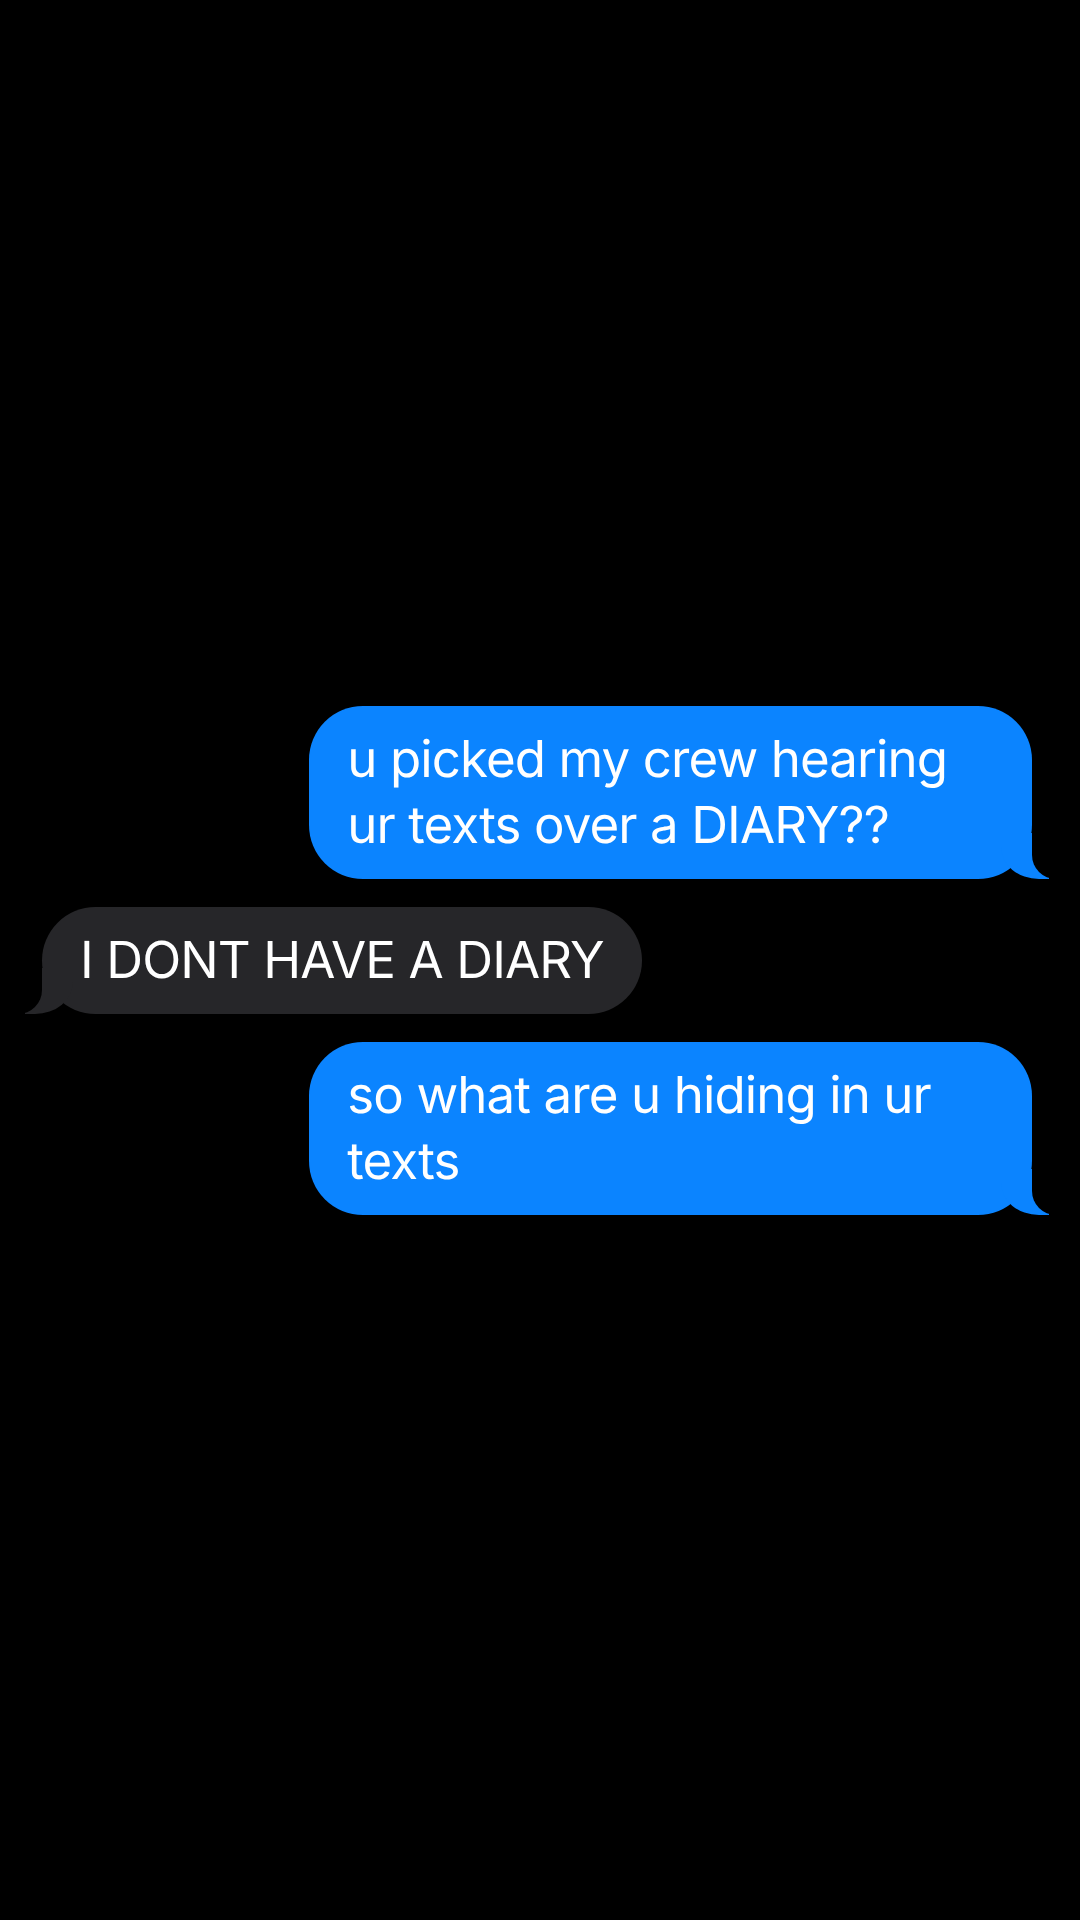 u picked my crew hearing
ur texts over a DIARY??
I DONT HAVE A DIARY
so what are u hiding in ur
texts